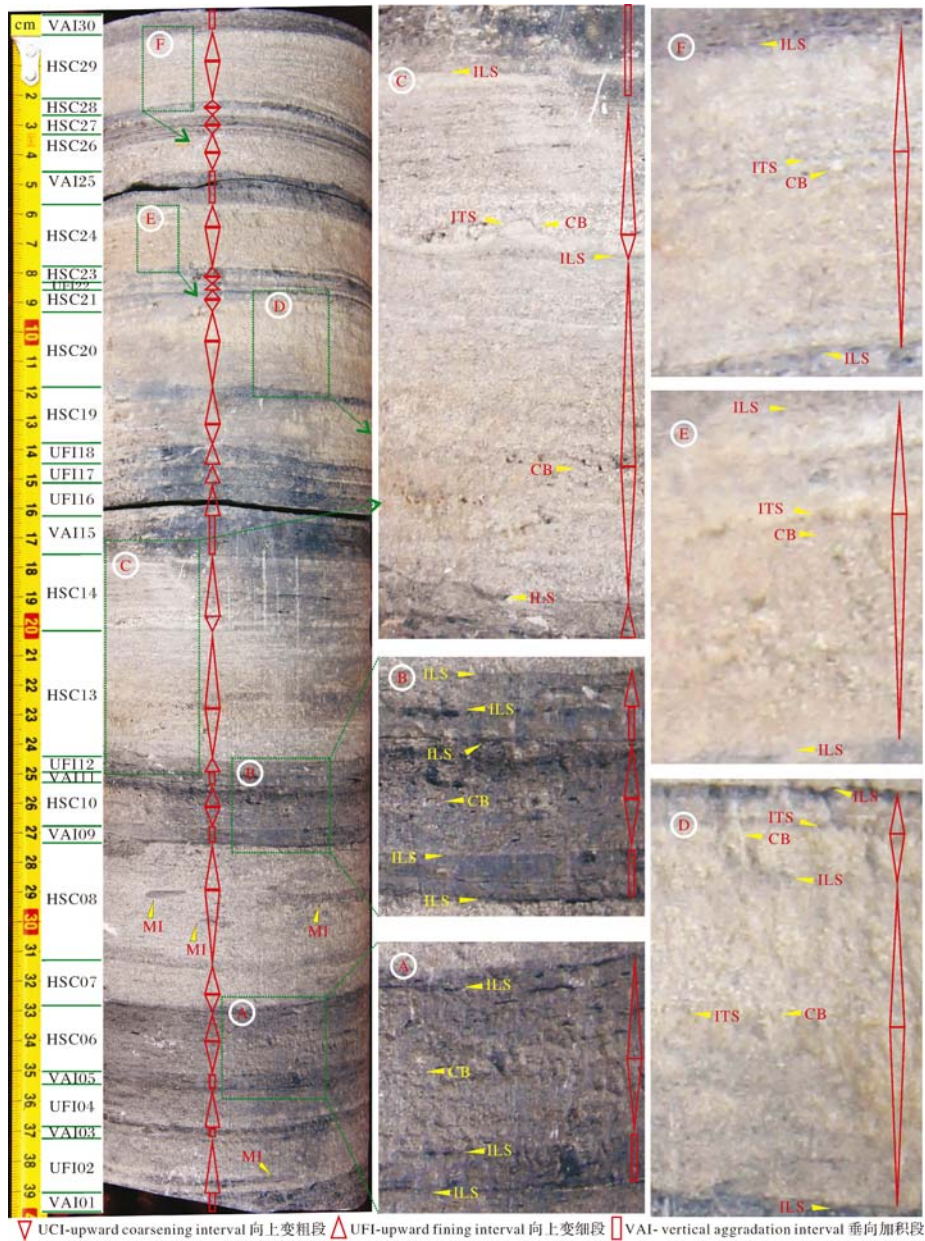 cm
VAI30
HSC29
HSC28
HSC27
HSC26
VAI25
HSC24
HSC23
UFI22
HSC21
HSC20
HSC19
UFI18
UFI17
UFI16
VAI15
HSC14
HSC13
UFI12
VAI11
HSC10
VAI09
HSC08
HSC07
HSC06
VAI05
UFI04
VAI03
UFI02
VAI01
2
3
4
5
6
7
8
9
10
11
12
13
14
15
16
17
18
19
20
21
22
23
24
25
26
27
28
29
30
31
32
33
34
35
36
37
38
39
F
E
D
C
B
MI
MI
MI
A
MI
C
ILS
ITS
CB
ILS
CB
ILS
B
ILS
ILS
ILS
CB
ILS
ILS
A
ILS
CB
ILS
ILS
F
ILS
ITS
CB
ILS
E
ILS
ITS
CB
ILS
D
ILS
ITS
CB
ILS
ITS
CB
ILS
UCI-upward coarsening interval 向上变粗段 UFI-upward fining interval 向上变细段 VAI- vertical aggradation interval 垂向加积段